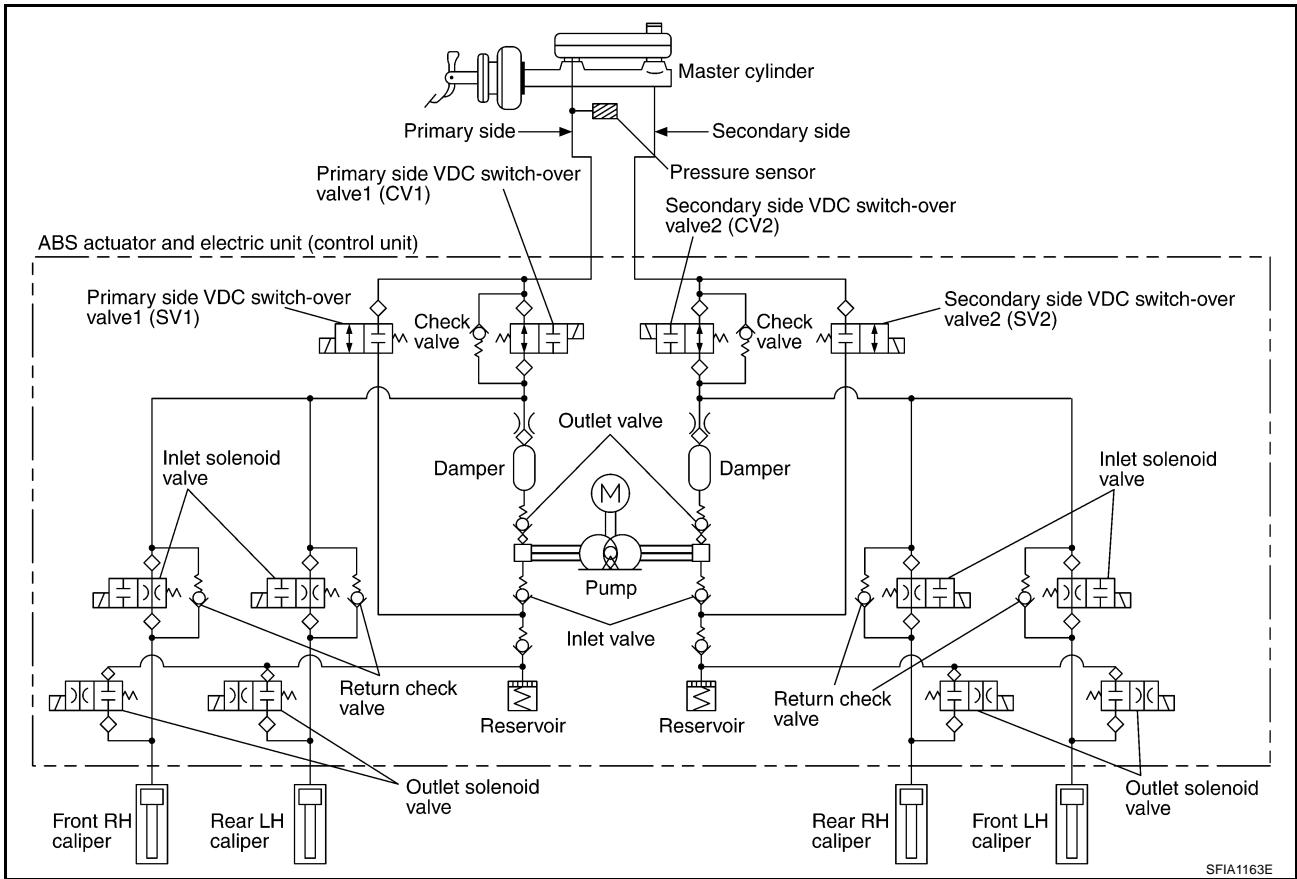 Master cylinder
Primary side
Secondary side
Pressure sensor
Primary side VDC switch-over
valve1 (CV1)
Secondary side VDC switch-over
valve2 (CV2)
ABS actuator and electric unit (control unit)
Primary side VDC switch-over
valve1 (SV1)
Check
valve
Check
valve
Secondary side VDC switch-over
valve2 (SV2)
Outlet valve
Inlet solenoid
valve
Damper
Damper
Inlet solenoid
valve
M
Pump
Inlet valve
Return check
valve
Reservoir
Reservoir
Return check
valve
Outlet solenoid
valve
Outlet solenoid
valve
Front RH
caliper
Rear LH
caliper
Rear RH
caliper
Front LH
caliper
SFIA1163E